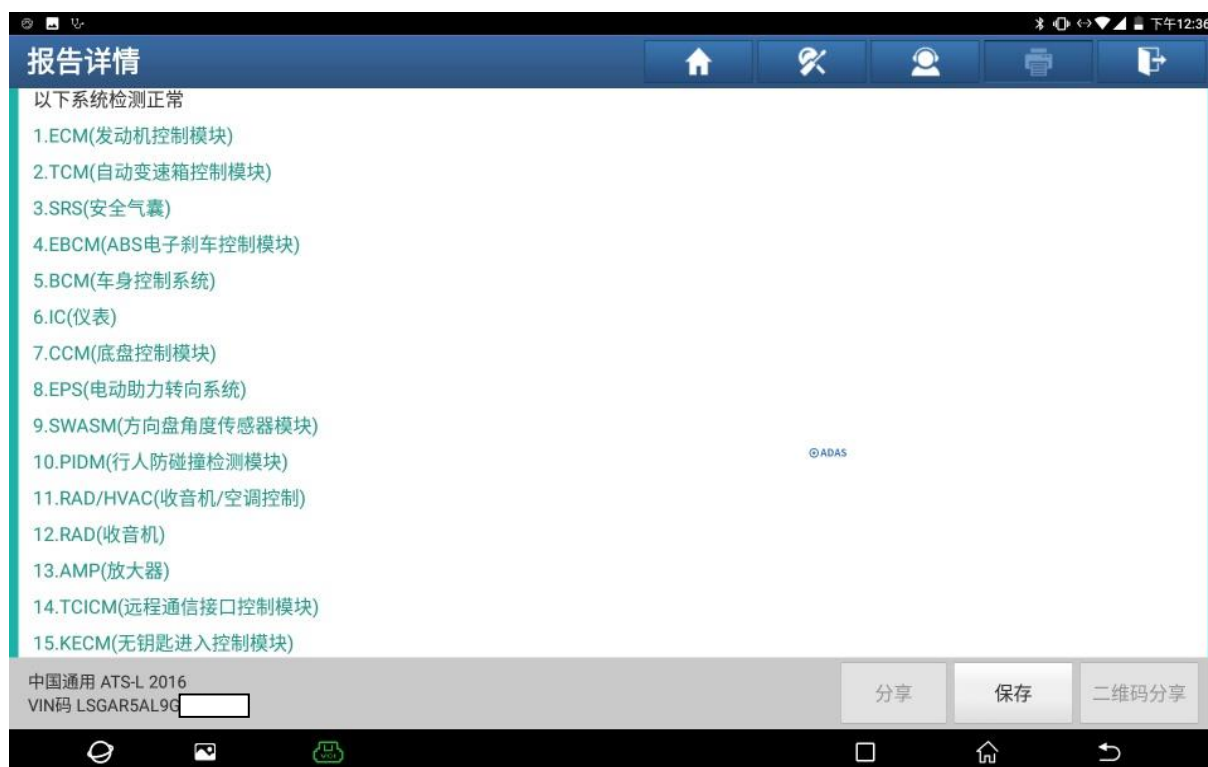 下午12:36
报告详情
以下系统检测正常
1.ECM(发动机控制模块)
2.TCM(自动变速箱控制模块)
3.SRS(安全气囊)
4.EBCM(ABS电子刹车控制模块)
5.BCM(车身控制系统)
6.IC(仪表)
7.CCM(底盘控制模块)
8.EPS(电动助力转向系统)
9.SWASM(方向盘角度传感器模块)
10.PIDM(行人防碰撞检测模块)
ADAS
11.RAD/HVAC(收音机/空调控制)
12.RAD(收音机)
13.AMP(放大器)
14.TCICM(远程通信接口控制模块)
15.KECM(无钥匙进入控制模块)
中国通用 ATS-L 2016
VIN码 LSGAR5AL9G
分享
保存
二维码分享
VCI